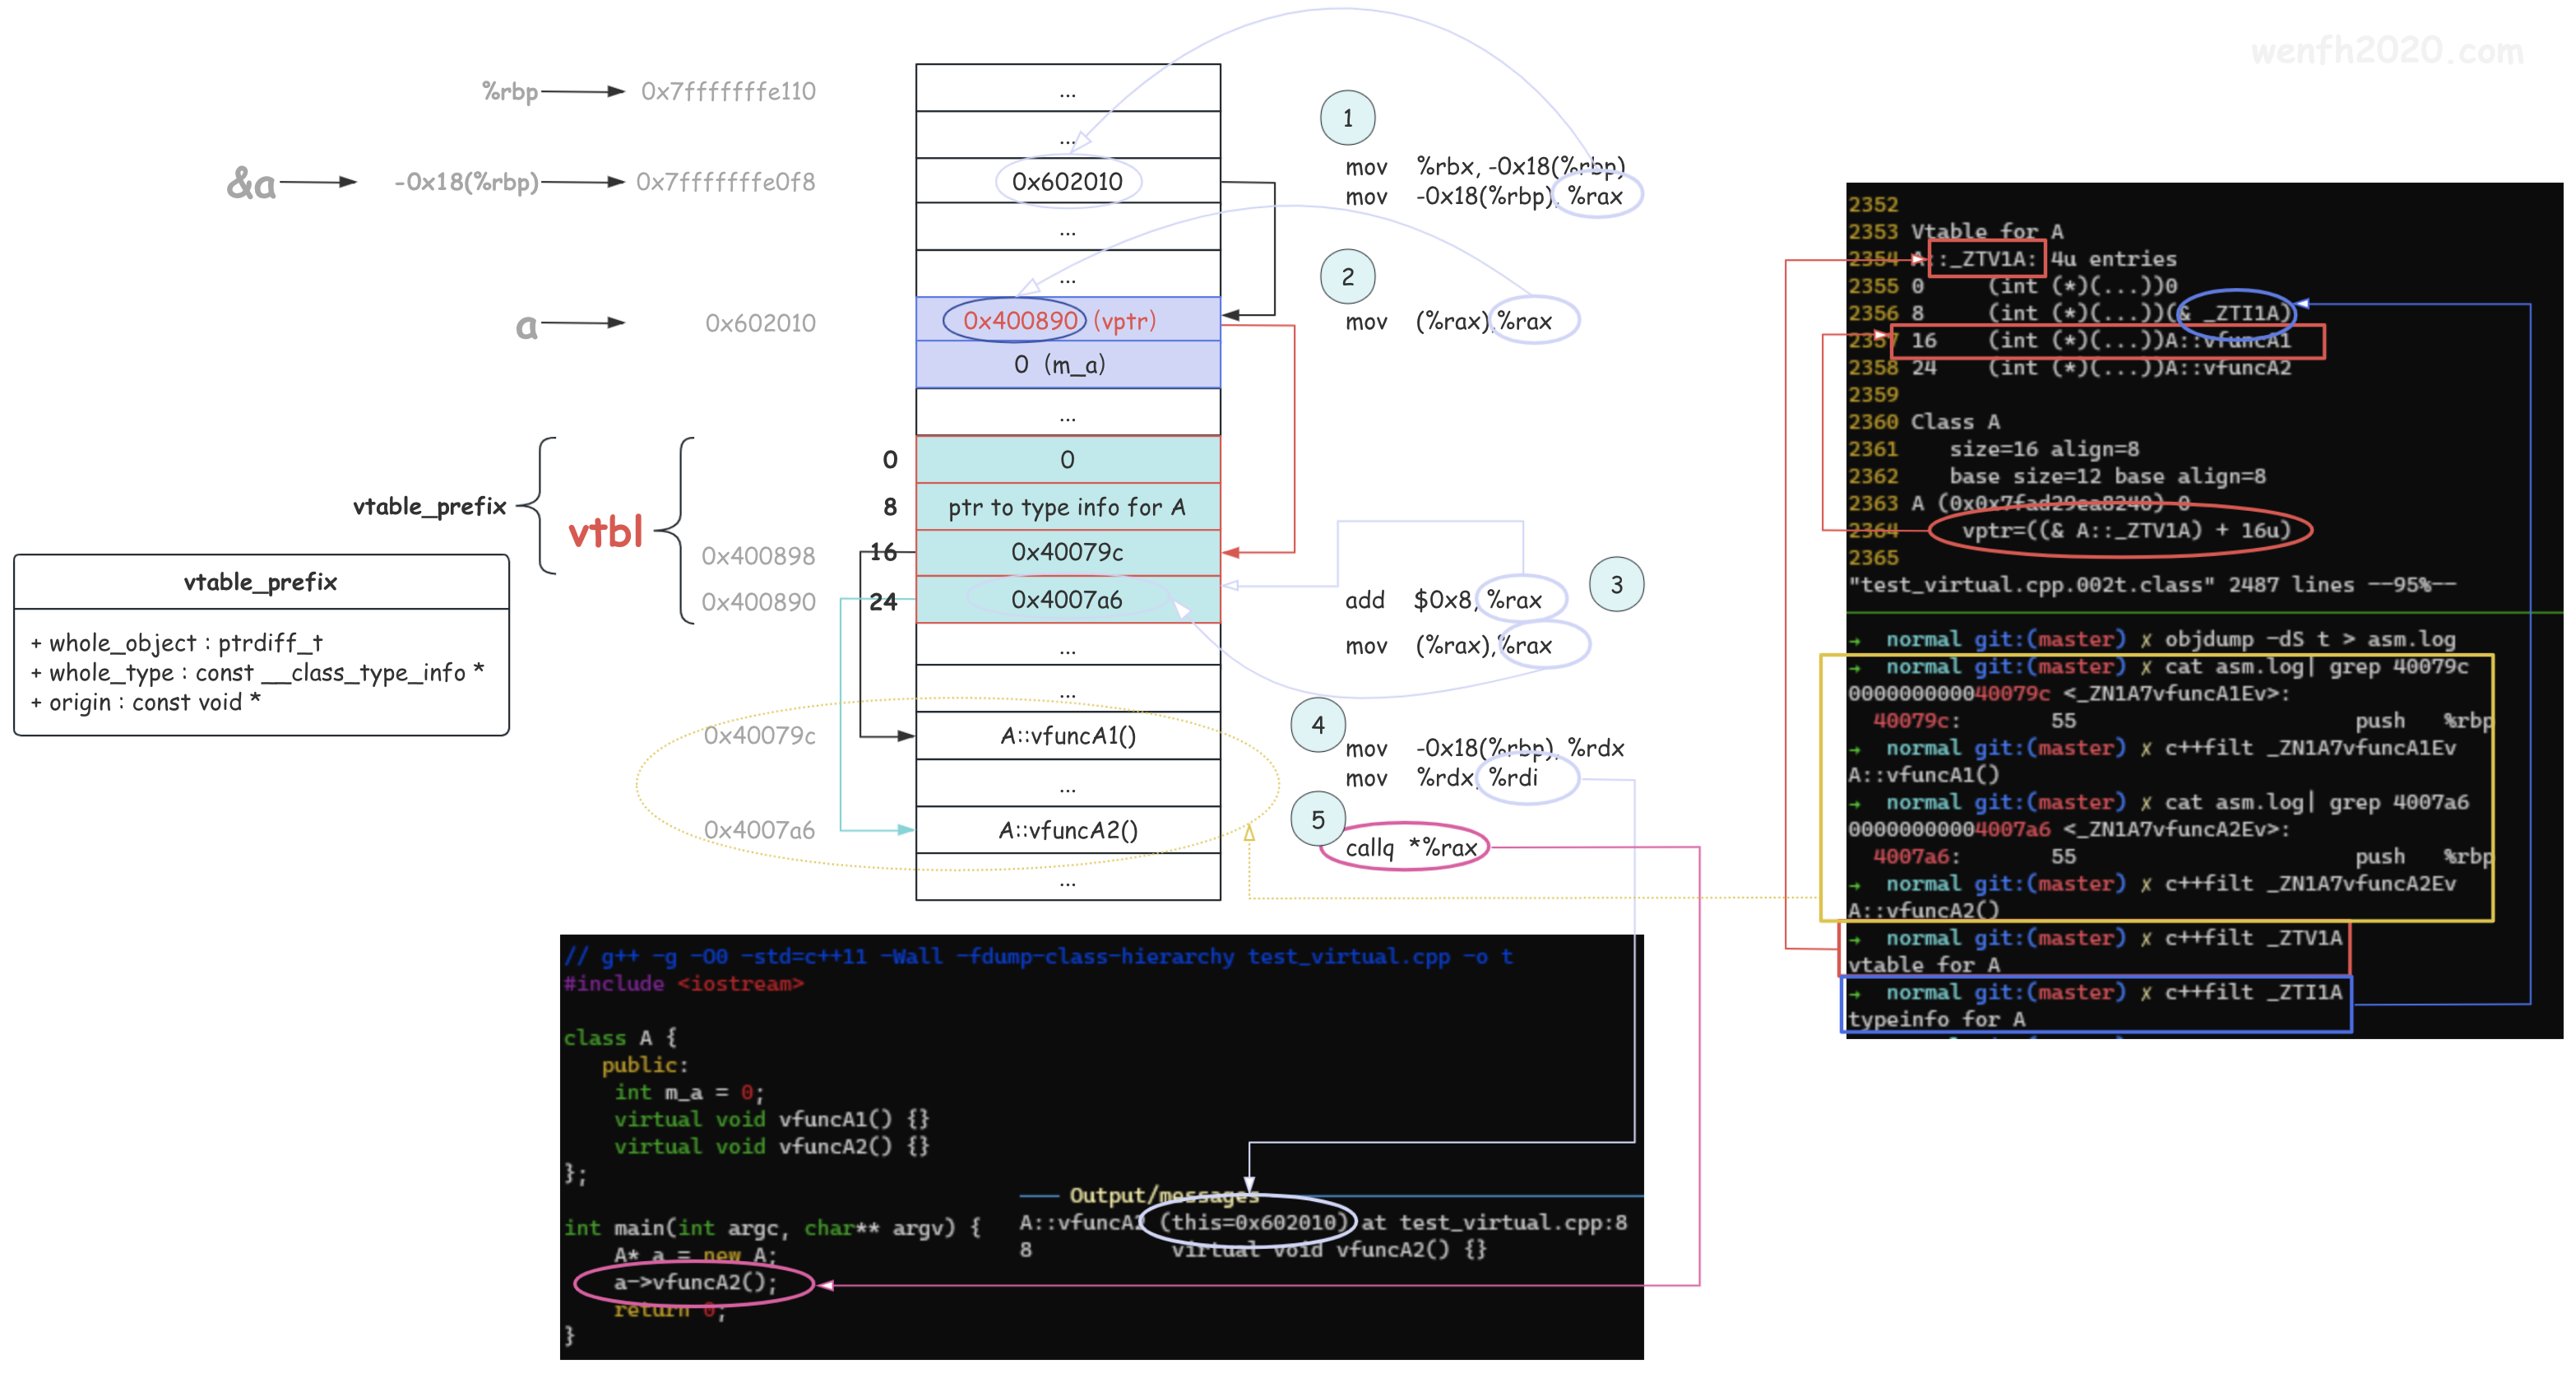 wenfh2020.com
%rbp 0x7fffffffe110
&a -0x18(%rbp) 0x7fffffffe0f8
a 0x602010
...
...
0x602010
...
...
0x400890 (vptr)
0 (m_a)
...
0 0
8 ptr to type info for A
0x400898 16 0x40079c
0x400890 24 0x4007a6
...
...
0x40079c A::vfuncA1()
...
0x4007a6 A::vfuncA2()
...
vtable_prefix
vtbl
vtable_prefix
+ whole_object : ptrdiff_t
+ whole_type : const __class_type_info *
+ origin : const void *
1
mov %rbx, -0x18(%rbp)
mov -0x18(%rbp), %rax
2
mov (%rax),%rax
3
add $0x8, %rax
mov (%rax),%rax
4
mov -0x18(%rbp), %rdx
mov %rdx, %rdi
5
callq *%rax
2352
2353 Vtable for A
2354 A::_ZTV1A: 4u entries
2355 0 (int (*)(...))0
2356 8 (int (*)(...))(& _ZTI1A)
2357 16 (int (*)(...))A::vfuncA1
2358 24 (int (*)(...))A::vfuncA2
2359
2360 Class A
2361 size=16 align=8
2362 base size=12 base align=8
2363 A (0x0x7fad29ea8240) 0
2364 vptr=((& A::_ZTV1A) + 16u)
2365
"test_virtual.cpp.002t.class" 2487 lines --95%--
→ normal git:(master) ✗ objdump -dS t > asm.log
→ normal git:(master) ✗ cat asm.log| grep 40079c
000000000040079c <_ZN1A7vfuncA1Ev>:
40079c: 55 push %rbp
→ normal git:(master) ✗ c++filt _ZN1A7vfuncA1Ev
A::vfuncA1()
→ normal git:(master) ✗ cat asm.log| grep 4007a6
00000000004007a6 <_ZN1A7vfuncA2Ev>:
4007a6: 55 push %rbp
→ normal git:(master) ✗ c++filt _ZN1A7vfuncA2Ev
A::vfuncA2()
→ normal git:(master) ✗ c++filt _ZTV1A
vtable for A
→ normal git:(master) ✗ c++filt _ZTI1A
typeinfo for A
// g++ -g -O0 -std=c++11 -Wall -fdump-class-hierarchy test_virtual.cpp -o t
#include <iostream>
class A {
public:
int m_a = 0;
virtual void vfuncA1() {}
virtual void vfuncA2() {}
};
int main(int argc, char** argv) {
A* a = new A;
a->vfuncA2();
return 0;
}
Output/messages
A::vfuncA2 (this=0x602010) at test_virtual.cpp:8
8 virtual void vfuncA2() {}